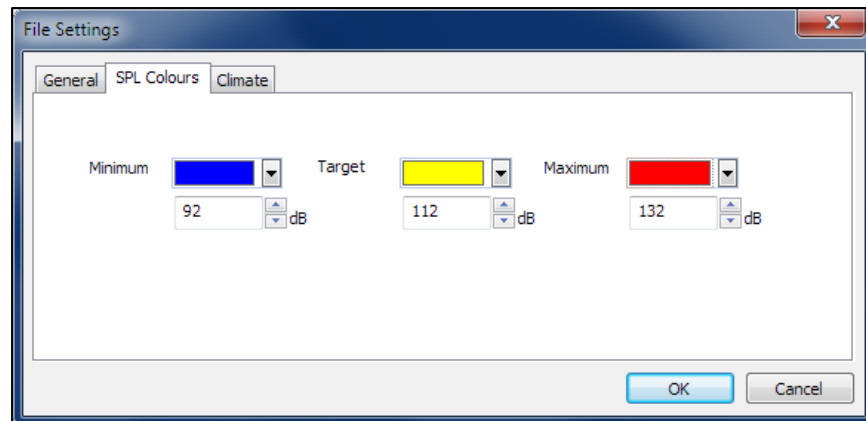 File Settings
General SPL Colours Climate
Minimum Target Maximum
92 dB 112 dB 132 dB
OK Cancel